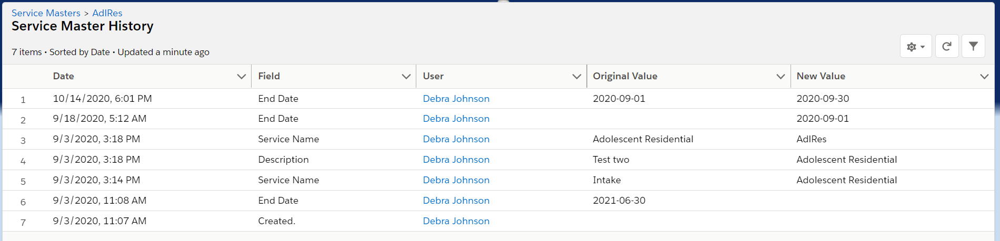 Service Masters > AdlRes
Service Master History
7 items • Sorted by Date • Updated a minute ago
Date Field User Original Value New Value
1 10/14/2020, 6:01 PM End Date Debra Johnson 2020-09-01 2020-09-30
2 9/18/2020, 5:12 AM End Date Debra Johnson 2020-09-01
3 9/3/2020, 3:18 PM Service Name Debra Johnson Adolescent Residential AdlRes
4 9/3/2020, 3:18 PM Description Debra Johnson Test two Adolescent Residential
5 9/3/2020, 3:14 PM Service Name Debra Johnson Intake Adolescent Residential
6 9/3/2020, 11:08 AM End Date Debra Johnson 2021-06-30
7 9/3/2020, 11:07 AM Created. Debra Johnson